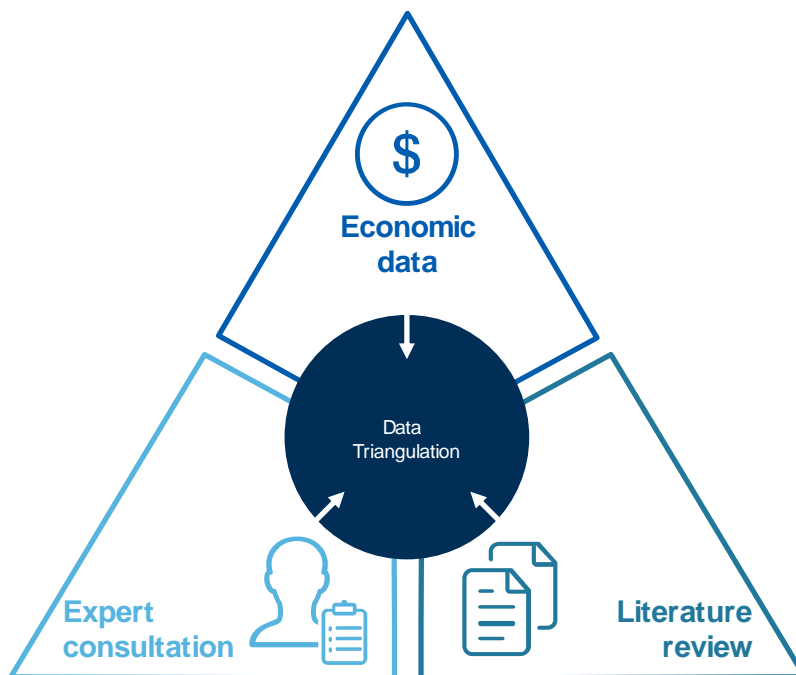 $
Economic
data
Data
Triangulation
Expert
consultation
Literature
review